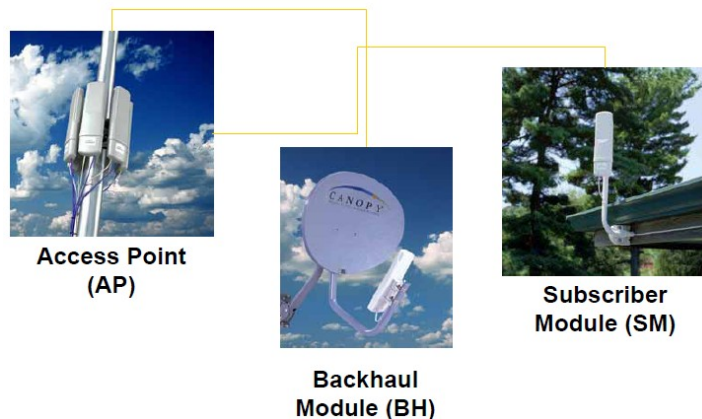 Access Point
(AP)
CANOPY
Backhaul
Module (BH)
Subscriber
Module (SM)